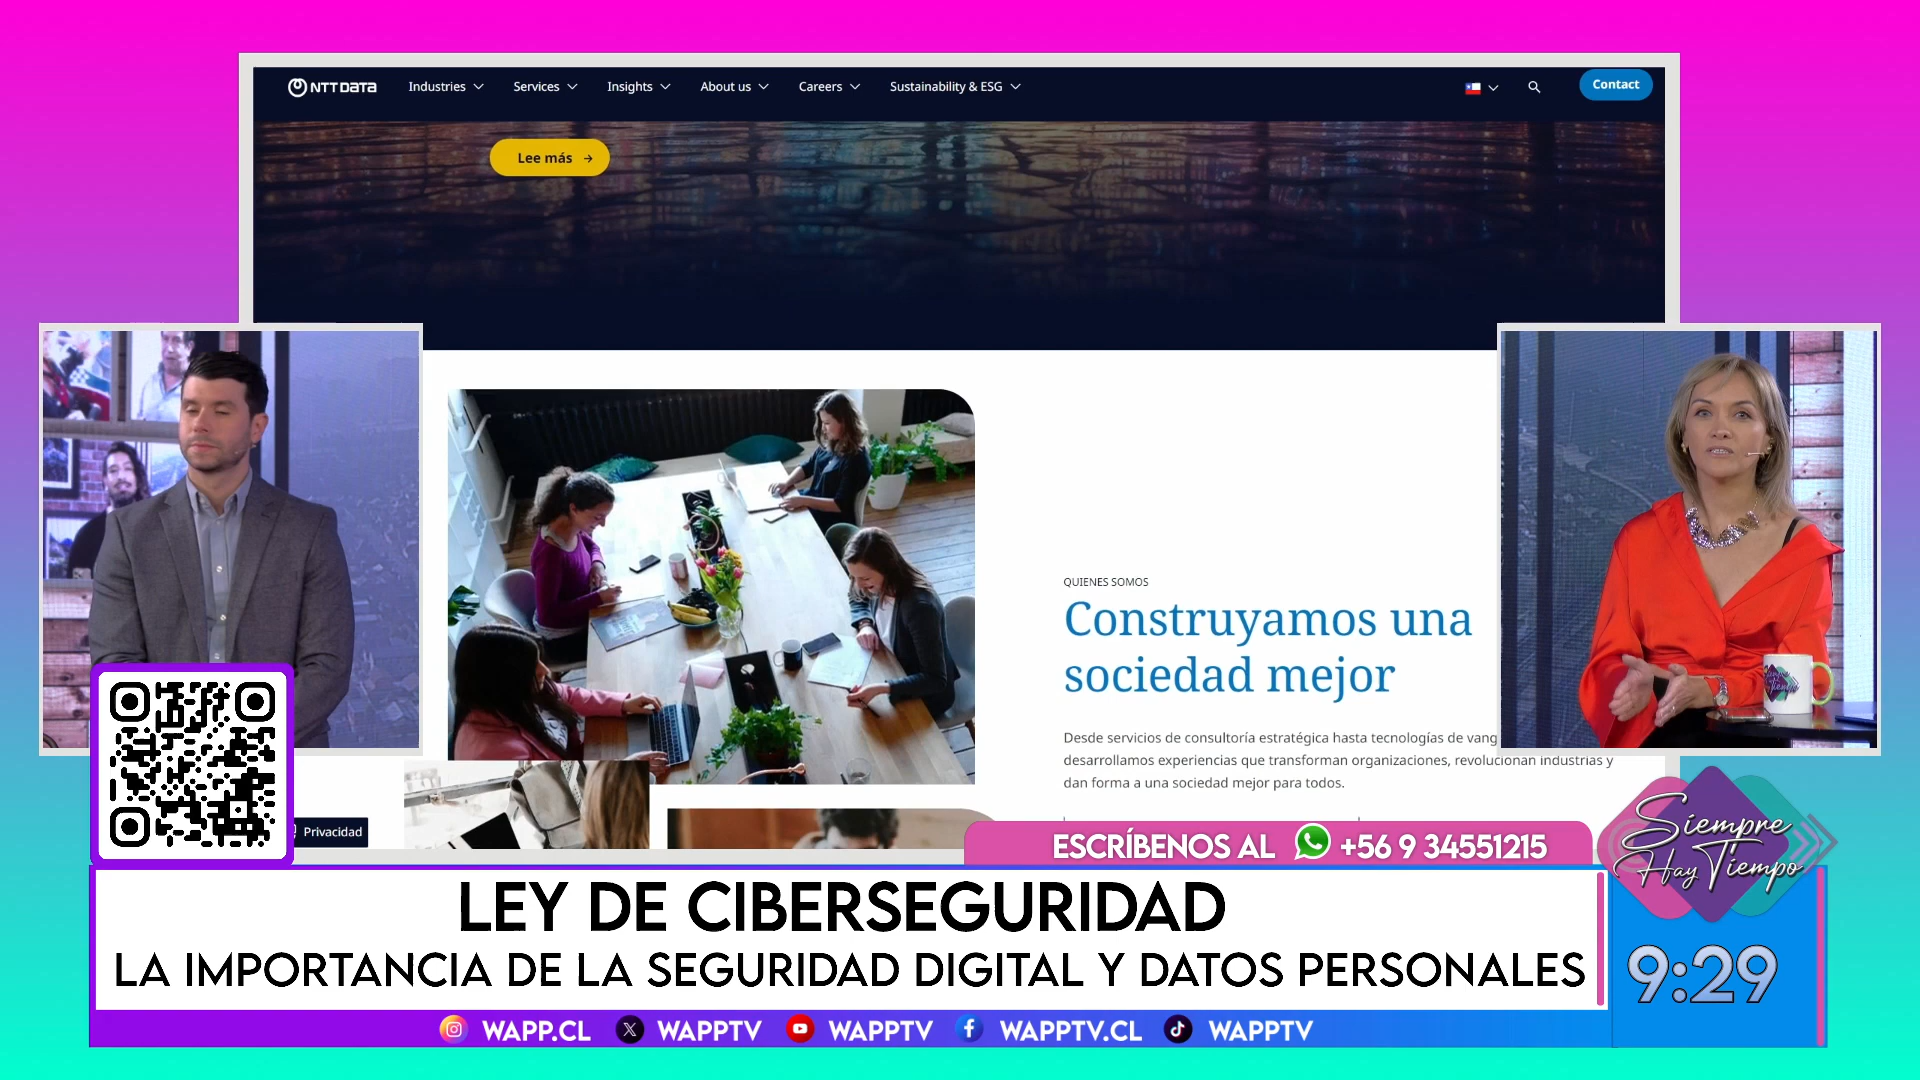 NTT DATA
Industries
Services
Insights
About us
Careers
Sustainability & ESG
Contact
Lee más
QUIENES SOMOS
Construyamos una
sociedad mejor
Desde servicios de consultoría estratégica hasta tecnologías de
desarrollamos experiencias que transforman organizaciones, revolucionan industrias y
dan forma a una sociedad mejor para todos.
Privacidad
ESCRÍBENOS AL +56 9 34551215
Siempre
Hay Tiempo
LEY DE CIBERSEGURIDAD
LA IMPORTANCIA DE LA SEGURIDAD DIGITAL Y DATOS PERSONALES
9:29
WAPP.CL WAPPTV WAPPTV WAPPTV.CL WAPPTV